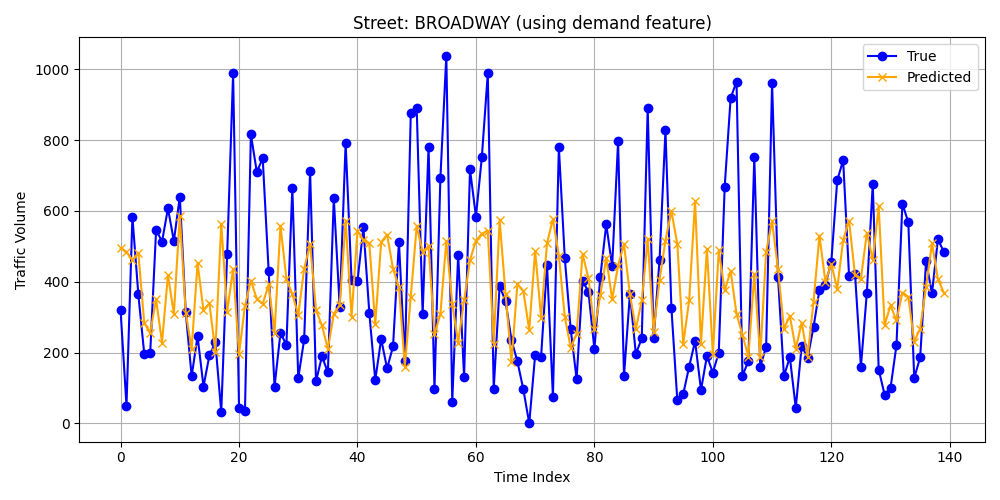 Street: BROADWAY (using demand feature)
True
Predicted
Traffic Volume
1000
800
600
400
200
0
0 20 40 60 80 100 120 140
Time Index